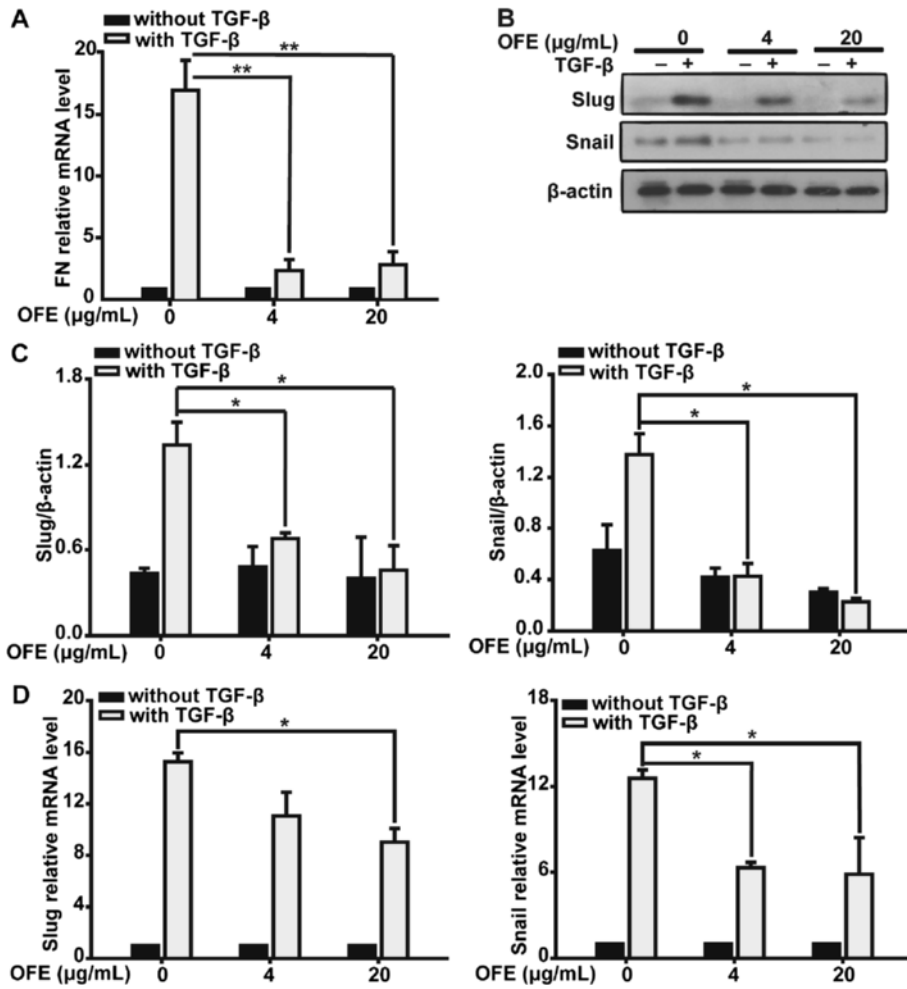 A
without TGF-β
with TGF-β
FN relative mRNA level
20
15
10
5
0
**
**
OFE (μg/mL)
0
4
20
B
OFE (μg/mL)
0
4
20
TGF-β
– + – + – +
Slug
Snail
β-actin
C
without TGF-β
with TGF-β
Slug/β-actin
1.8
1.2
0.6
0.0
*
*
OFE (μg/mL)
0
4
20
without TGF-β
with TGF-β
Snail/β-actin
2.0
1.6
1.2
0.8
0.4
0.0
*
*
OFE (μg/mL)
0
4
20
D
without TGF-β
with TGF-β
Slug relative mRNA level
20
16
12
8
4
0
*
OFE (μg/mL)
0
4
20
without TGF-β
with TGF-β
Snail relative mRNA level
18
12
6
0
*
*
OFE (μg/mL)
0
4
20